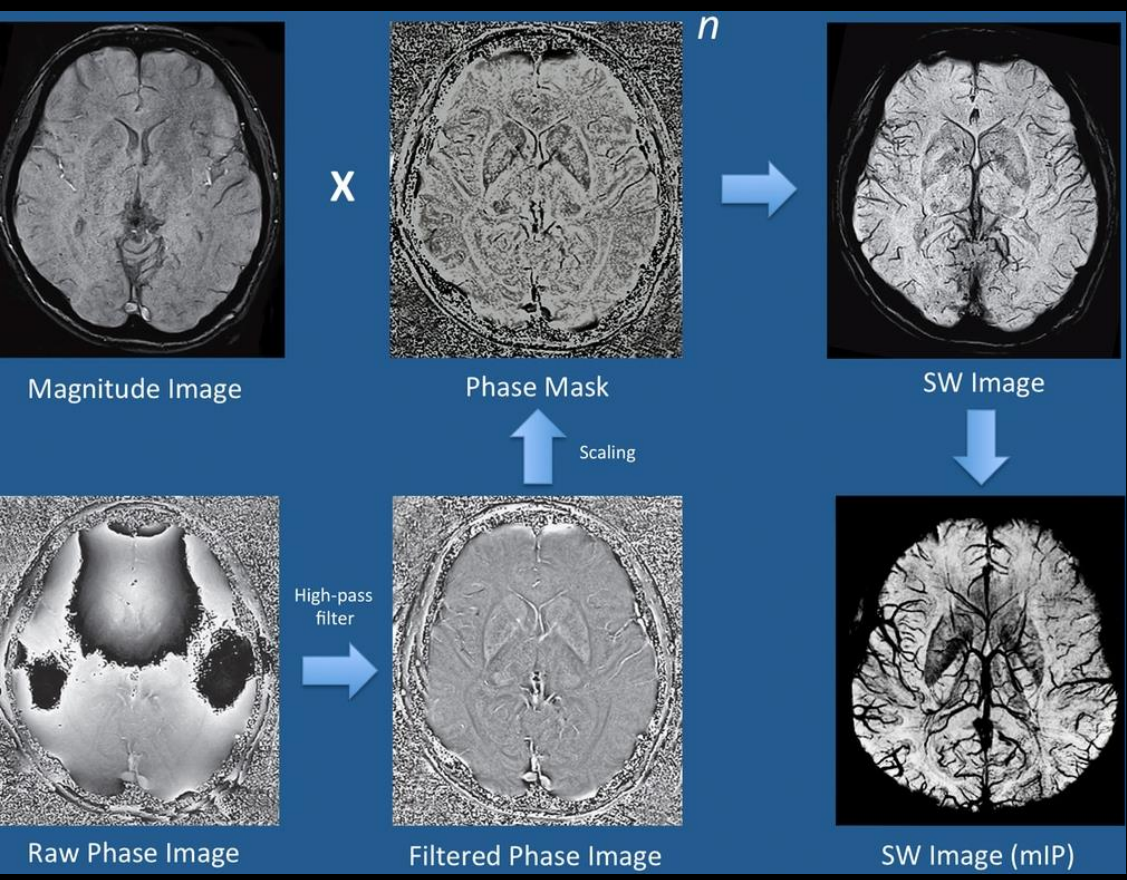 n
X
Magnitude Image
Phase Mask
SW Image
Scaling
High-pass
filter
Raw Phase Image
Filtered Phase Image
SW Image (mIP)